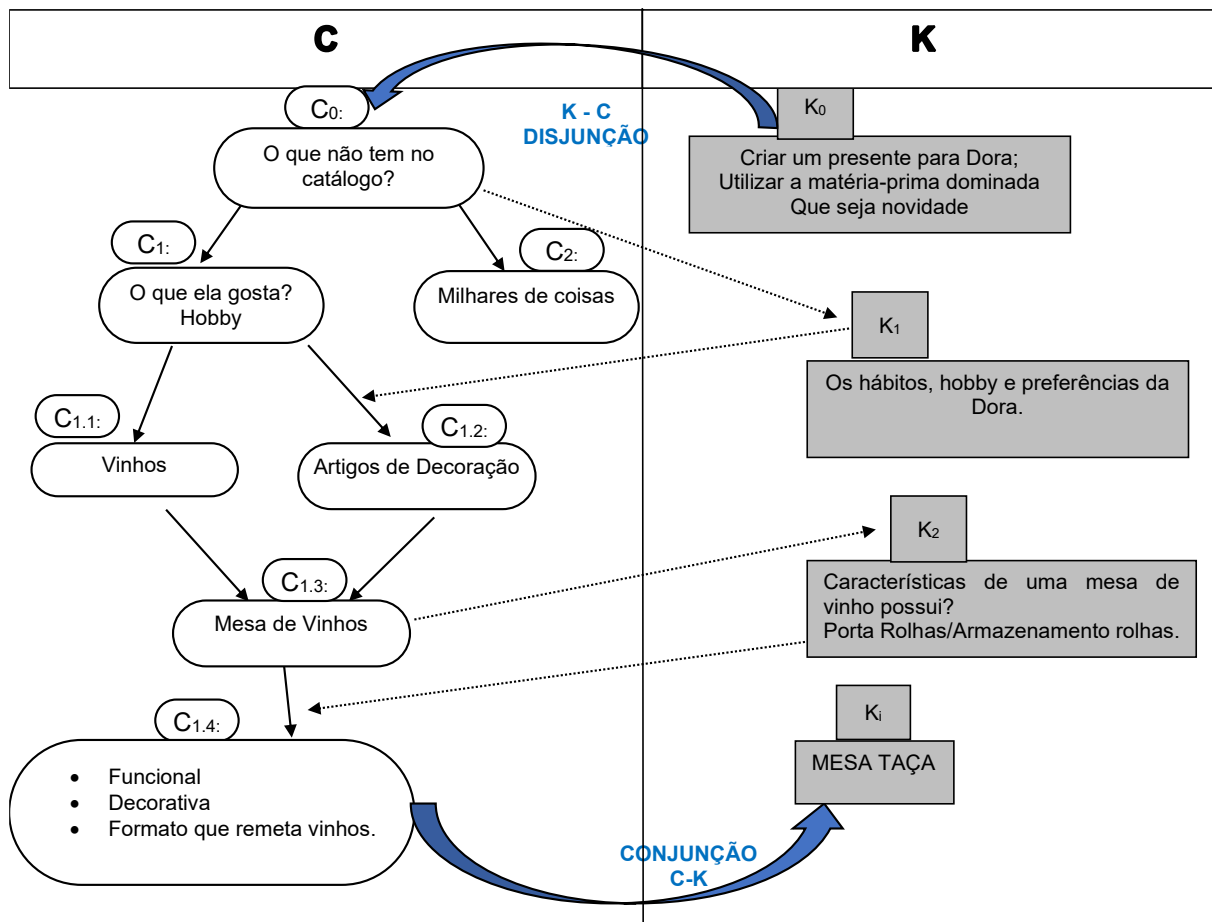 C
K
C0:
K - C
DISJUNÇÃO
K0
O que não tem no
catálogo?
Criar um presente para Dora;
Utilizar a matéria-prima dominada
Que seja novidade
C1:
C2:
O que ela gosta?
Hobby
Milhares de coisas
K1
Os hábitos, hobby e preferências da
Dora.
C1.1:
C1.2:
Vinhos
Artigos de Decoração
K2
Características de uma mesa de
vinho possui?
Porta Rolhas/Armazenamento rolhas.
C1.3:
Mesa de Vinhos
C1.4:
Ki
MESA TAÇA
• Funcional
• Decorativa
• Formato que remeta vinhos.
CONJUNÇÃO
C-K